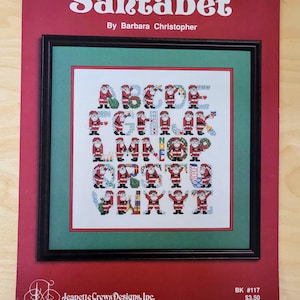 Santabet
By Barbara Christopher
A B C D E
F G H I J K
L M N O P
Q R S T U
V W X Y Z
Jeanette Crews Designs, Inc.
BK #117
$3.50